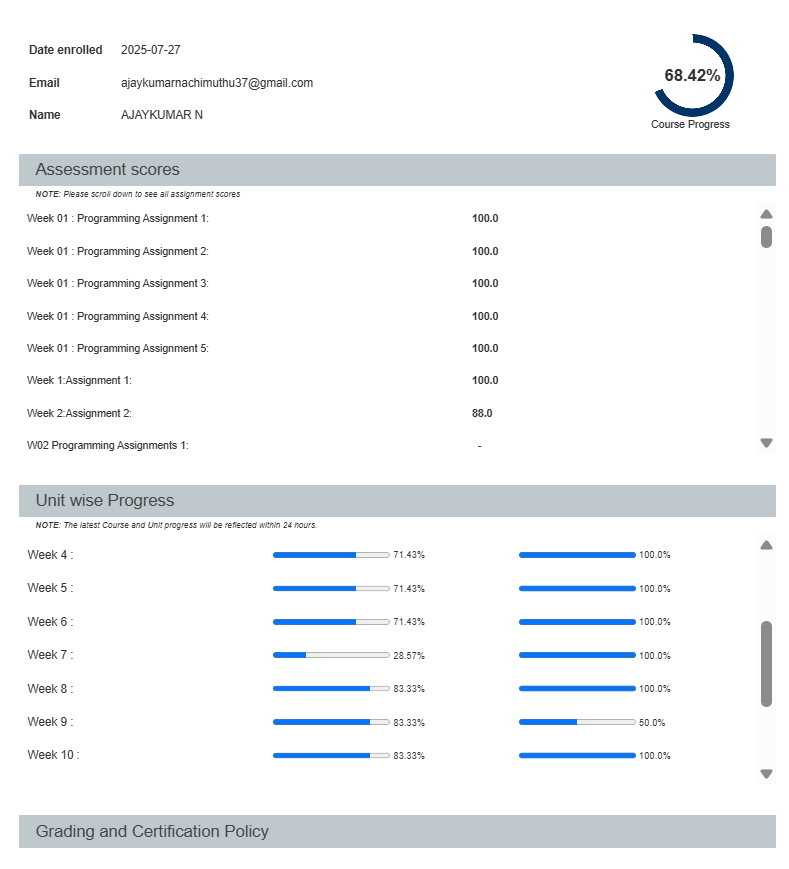 Date enrolled 2025-07-27
68.42%
Email ajaykumarnachimuthu37@gmail.com
Name AJAYKUMAR N
Course Progress
Assessment scores
NOTE: Please scroll down to see all assignment scores
Week 01 : Programming Assignment 1: 100.0
Week 01 : Programming Assignment 2: 100.0
Week 01 : Programming Assignment 3: 100.0
Week 01 : Programming Assignment 4: 100.0
Week 01 : Programming Assignment 5: 100.0
Week 1:Assignment 1: 100.0
Week 2:Assignment 2: 88.0
W02 Programming Assignments 1: -
Unit wise Progress
NOTE: The latest Course and Unit progress will be reflected within 24 hours.
Week 4 : 71.43% 100.0%
Week 5 : 71.43% 100.0%
Week 6 : 71.43% 100.0%
Week 7 : 28.57% 100.0%
Week 8 : 83.33% 100.0%
Week 9 : 83.33% 50.0%
Week 10 : 83.33% 100.0%
Grading and Certification Policy